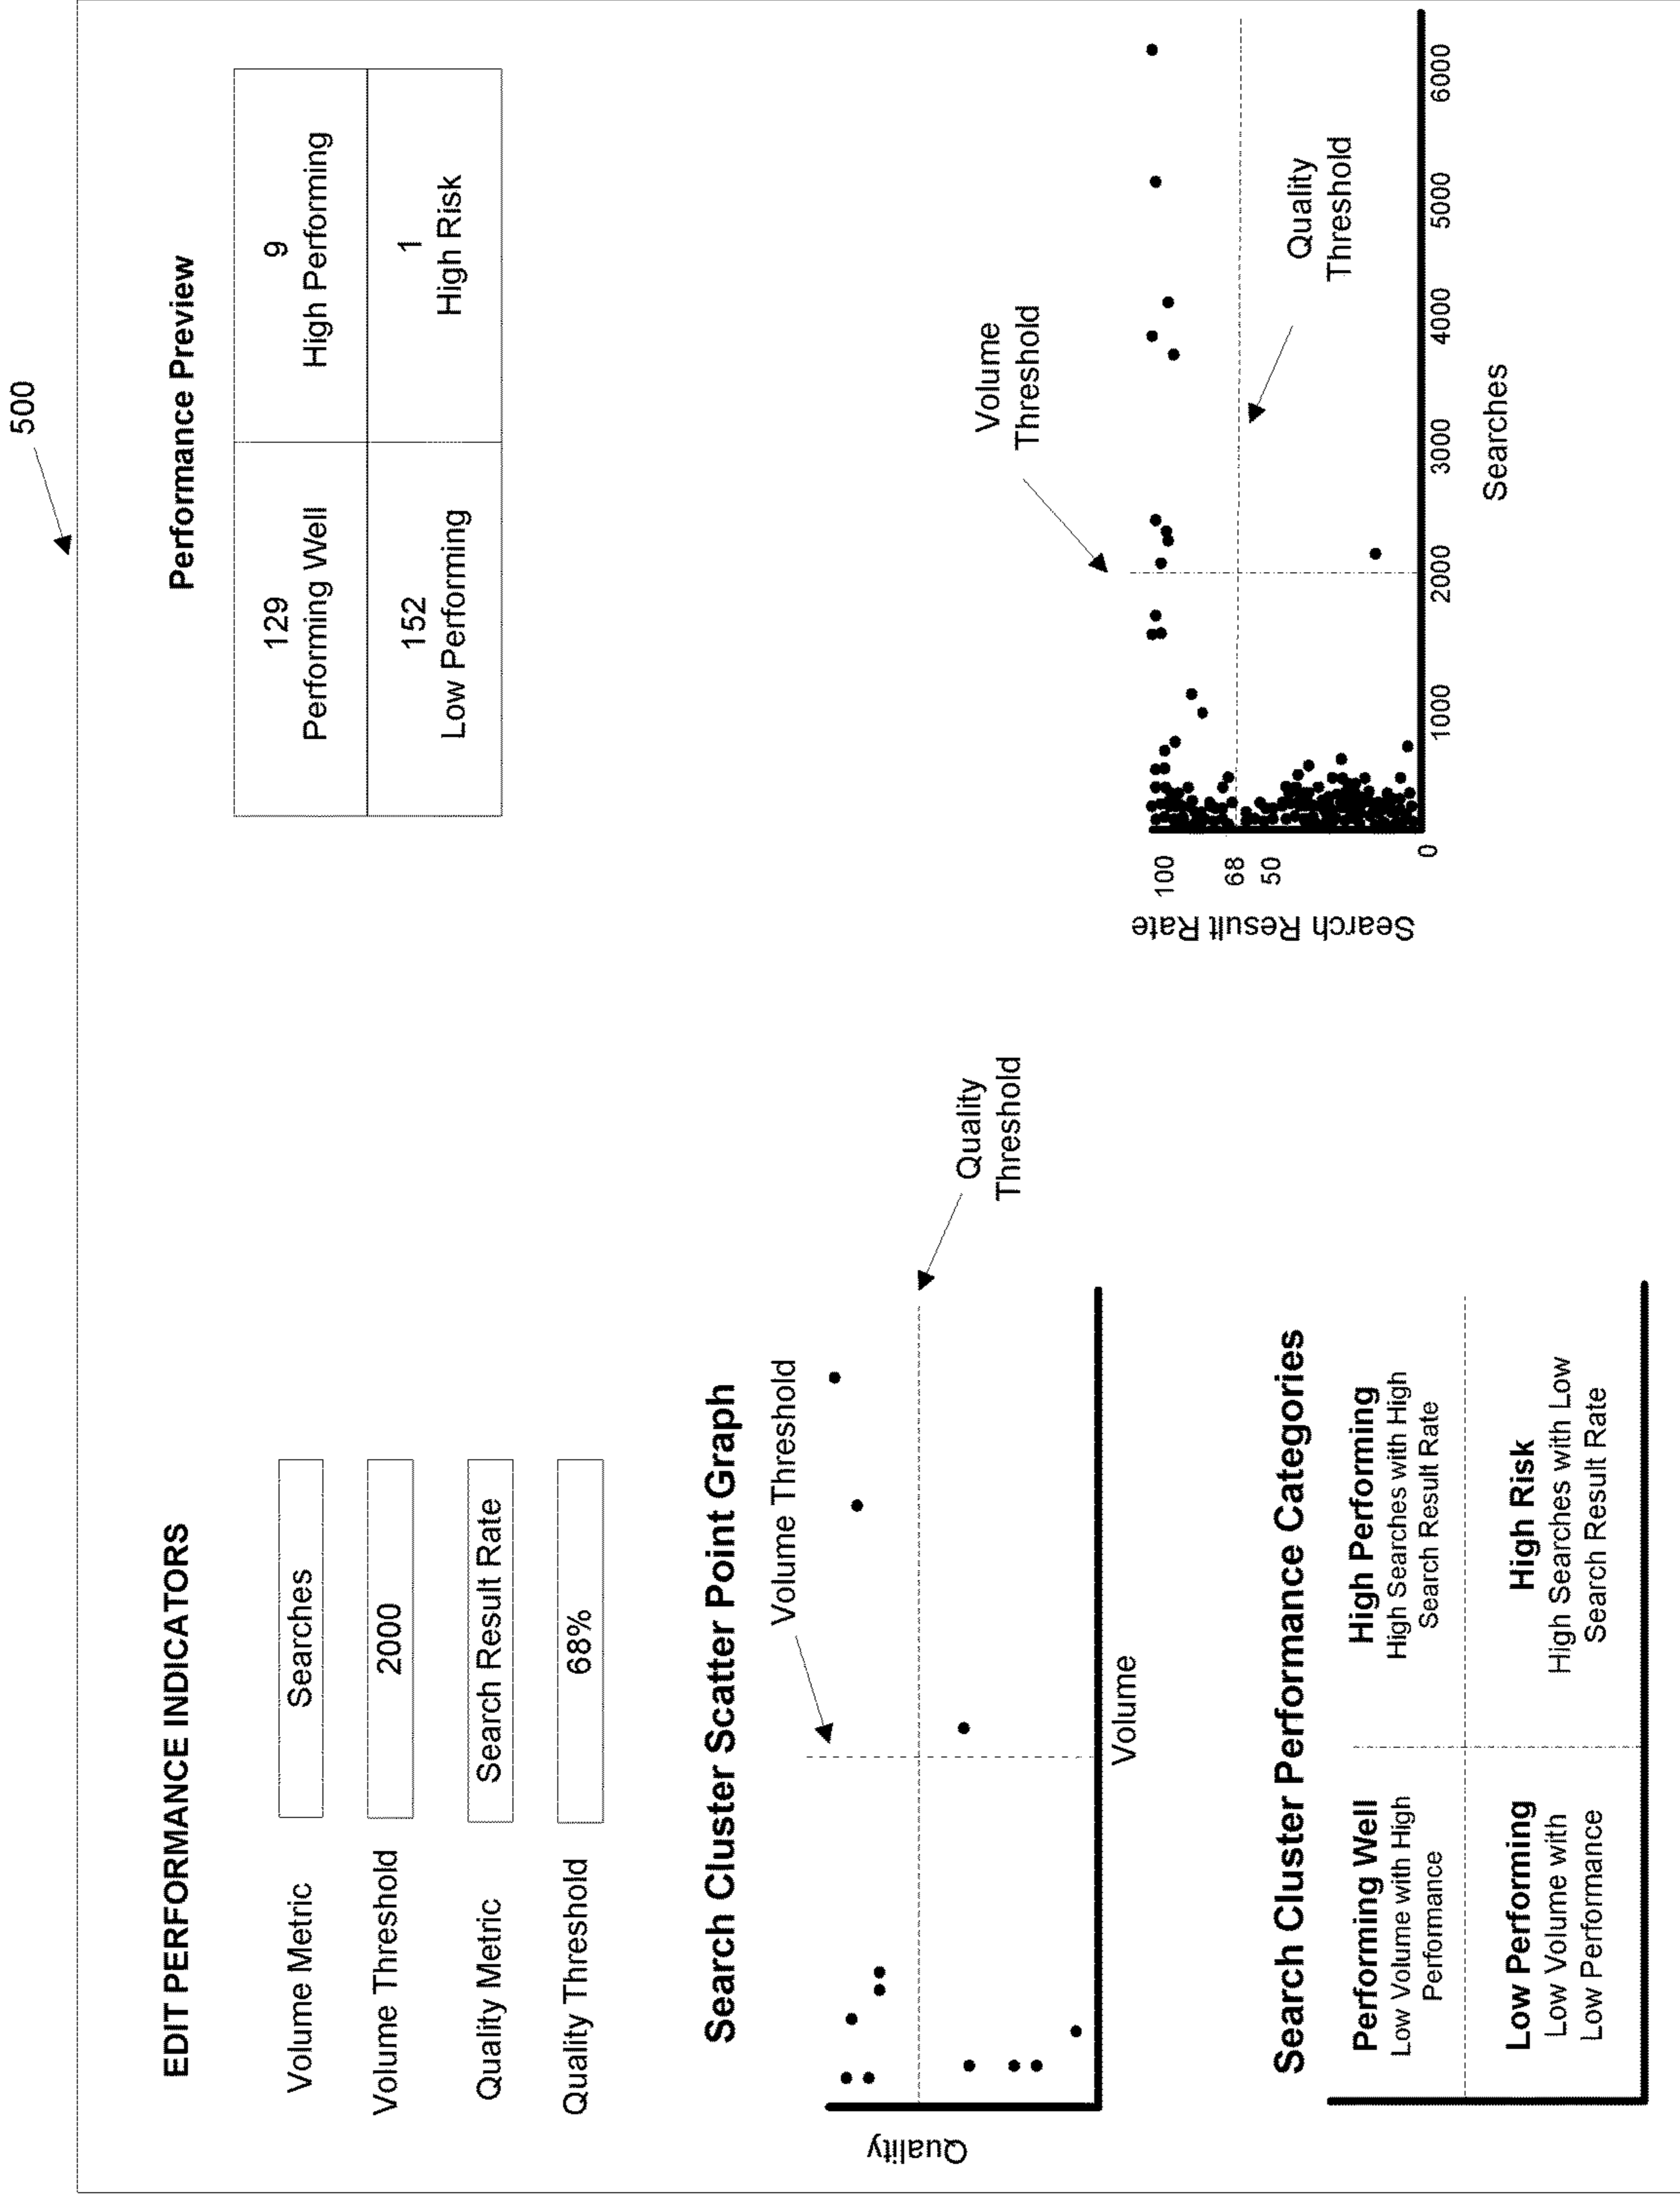 500
EDIT PERFORMANCE INDICATORS
Volume Metric
Searches
Volume Threshold
2000
Quality Metric
Search Result Rate
Quality Threshold
68%
Search Cluster Scatter Point Graph
Volume Threshold
Quality
Threshold
Quality
Volume
Search Cluster Performance Categories
Performing Well
Low Volume with High
Performance
High Performing
High Searches with High
Search Result Rate
Low Performing
Low Volume with
Low Performance
High Risk
High Searches with Low
Search Result Rate
Performance Preview
129
Performing Well
9
High Performing
152
Low Performing
1
High Risk
Volume
Threshold
Quality
Threshold
Search Result Rate
100
68
50
0
1000
2000
3000
4000
5000
6000
Searches